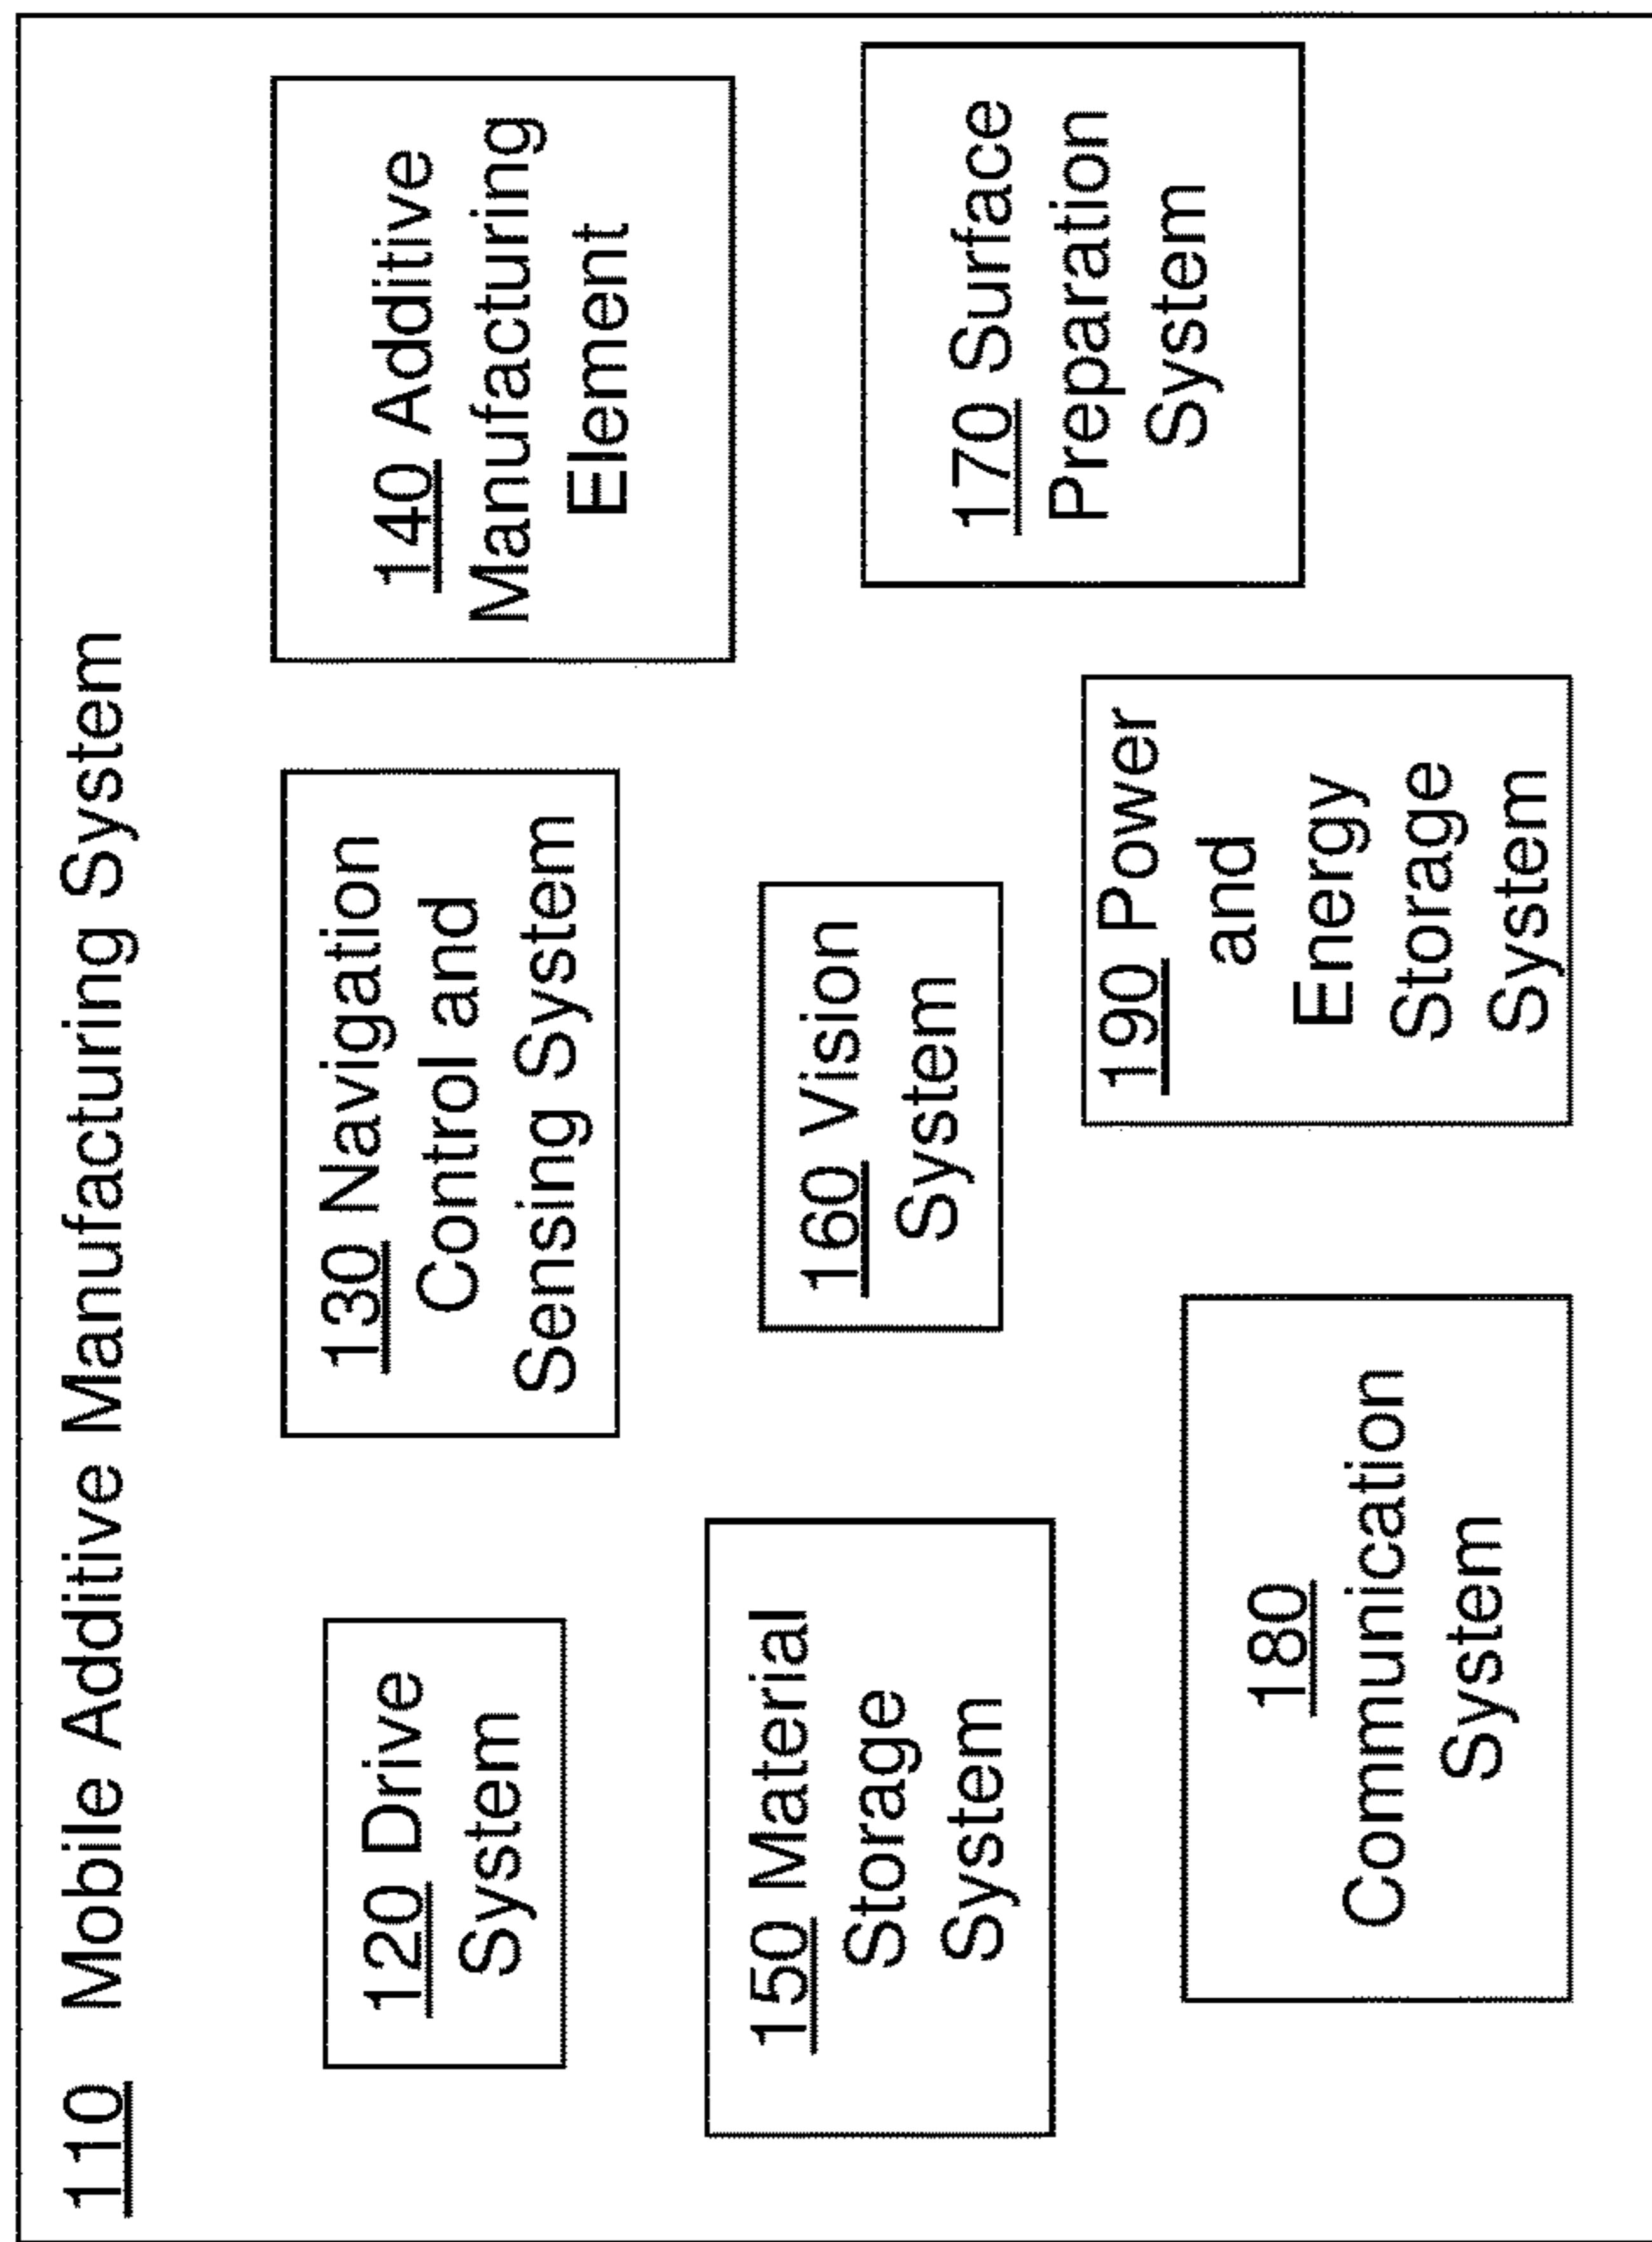 110 Mobile Additive Manufacturing System
120 Drive
System
130 Navigation
Control and
Sensing System
140 Additive
Manufacturing
Element
150 Material
Storage
System
160 Vision
System
170 Surface
Preparation
System
180
Communication
System
190 Power
and
Energy
Storage
System